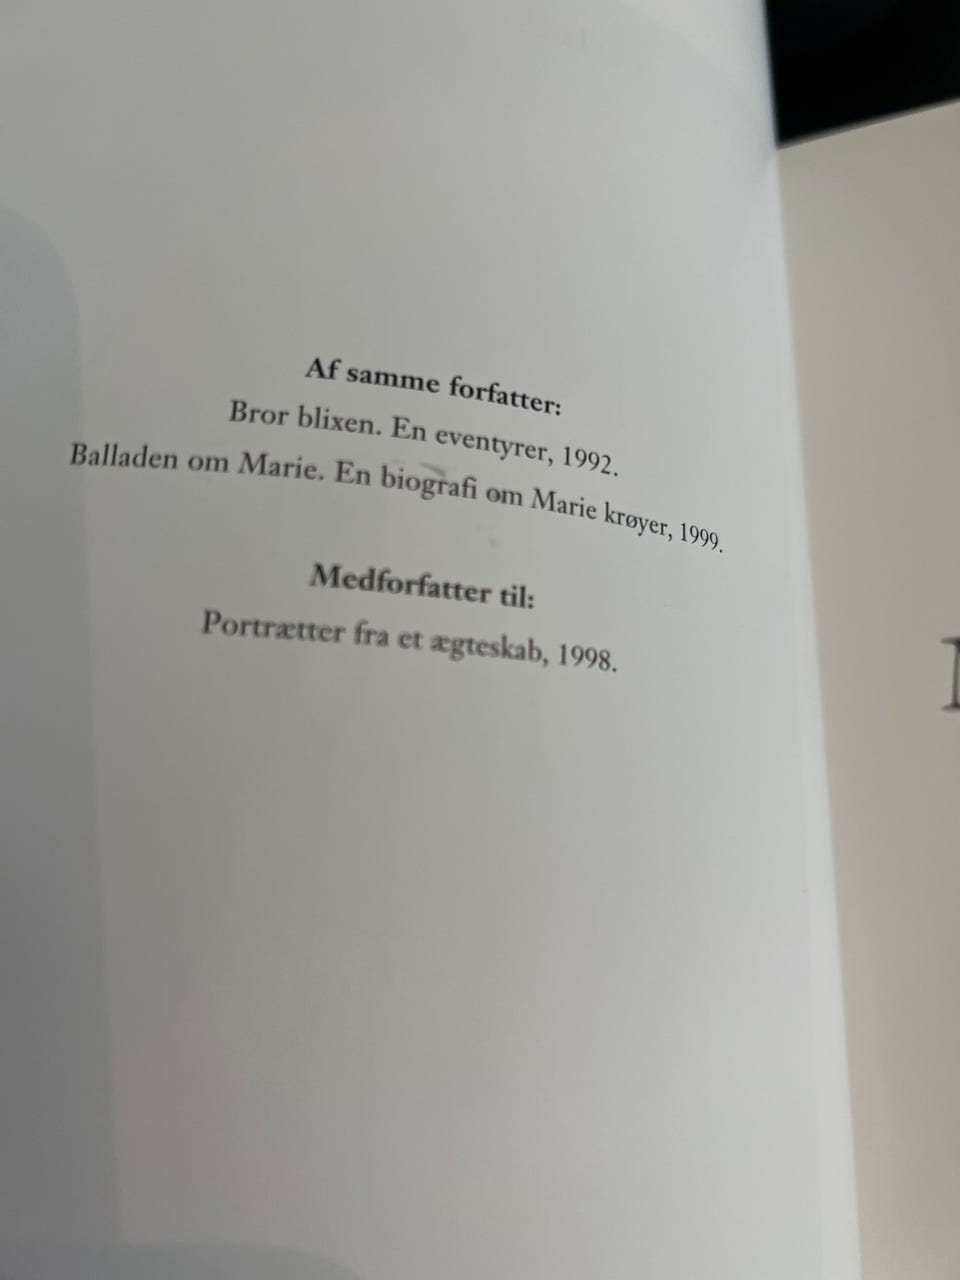 Af samme forfatter:
Bror blixen. En eventyrer, 1992.
Balladen om Marie. En biografi om Marie krøyer, 1999.
Medforfatter til:
Portrætter fra et ægteskab, 1998.